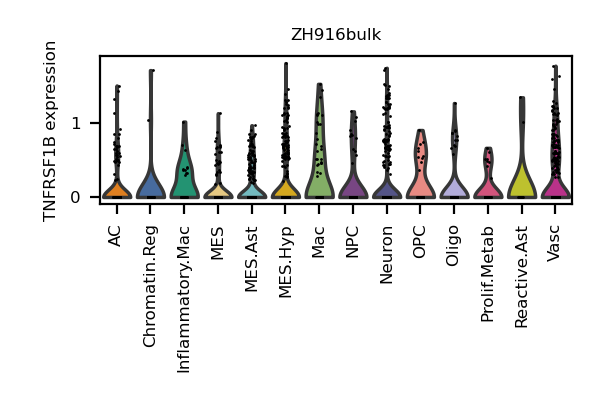 ZH916bulk
TNFRSF1B expression
1
0
AC
Chromatin.Reg
Inflammatory.Mac
MES
MES.Ast
MES.Hyp
Mac
NPC
Neuron
OPC
Oligo
Prolif.Metab
Reactive.Ast
Vasc